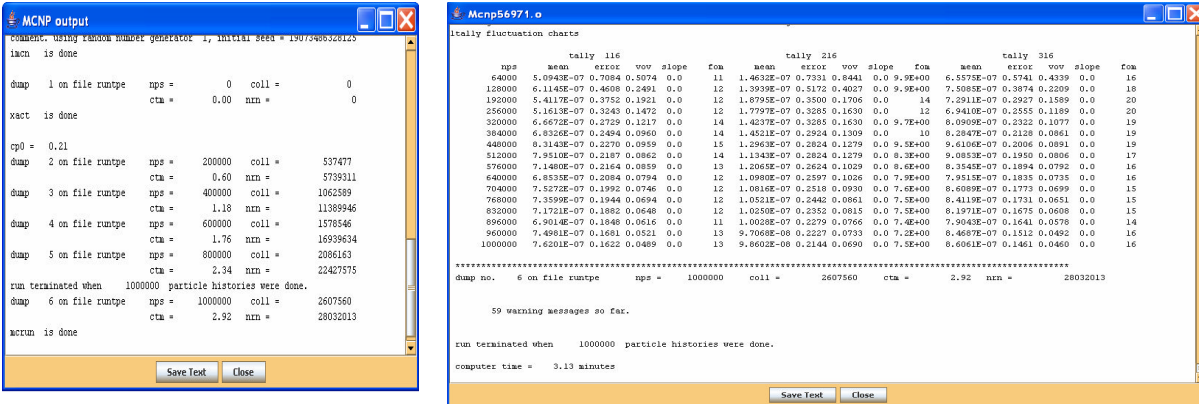 MCNP output
comment. using random number generator 1, initial seed = 19073486328125
imcn is done
dump 1 on file runtpe nps = 0 coll = 0
ctm = 0.00 nrn = 0
xact is done
cp0 = 0.21
dump 2 on file runtpe nps = 200000 coll = 537477
ctm = 0.60 nrn = 5739311
dump 3 on file runtpe nps = 400000 coll = 1062589
ctm = 1.18 nrn = 11389946
dump 4 on file runtpe nps = 600000 coll = 1578546
ctm = 1.76 nrn = 16939634
dump 5 on file runtpe nps = 800000 coll = 2086163
ctm = 2.34 nrn = 22427575
run terminated when 1000000 particle histories were done.
dump 6 on file runtpe nps = 1000000 coll = 2607560
ctm = 2.92 nrn = 28032013
mcrun is done
Save Text Close
Mcnp56971.o
1tally fluctuation charts
tally 116 tally 216 tally 316
nps mean error vov slope fom mean error vov slope fom mean error vov slope fom
64000 5.0943E-07 0.7084 0.5074 0.0 11 1.4632E-07 0.7331 0.8441 0.0 9.9E+00 6.5575E-07 0.5741 0.4339 0.0 16
128000 6.1145E-07 0.4608 0.2491 0.0 12 1.3939E-07 0.5172 0.4027 0.0 9.9E+00 7.5085E-07 0.3874 0.2209 0.0 18
192000 5.4117E-07 0.3752 0.1921 0.0 12 1.8795E-07 0.3500 0.1706 0.0 14 7.2911E-07 0.2927 0.1589 0.0 20
256000 5.1613E-07 0.3243 0.1472 0.0 12 1.7797E-07 0.3285 0.1630 0.0 12 6.9410E-07 0.2555 0.1189 0.0 20
320000 6.6672E-07 0.2729 0.1217 0.0 14 1.4237E-07 0.3285 0.1630 0.0 9.7E+00 8.0909E-07 0.2322 0.1077 0.0 19
384000 6.8326E-07 0.2494 0.0960 0.0 14 1.4521E-07 0.2924 0.1309 0.0 10 8.2847E-07 0.2128 0.0861 0.0 19
448000 8.3143E-07 0.2270 0.0959 0.0 15 1.2963E-07 0.2824 0.1279 0.0 9.5E+00 9.6106E-07 0.2006 0.0891 0.0 19
512000 7.9510E-07 0.2187 0.0862 0.0 14 1.1343E-07 0.2824 0.1279 0.0 8.3E+00 9.0853E-07 0.1950 0.0806 0.0 17
576000 7.1480E-07 0.2164 0.0859 0.0 13 1.2065E-07 0.2624 0.1029 0.0 8.6E+00 8.3545E-07 0.1894 0.0792 0.0 16
640000 6.8535E-07 0.2084 0.0794 0.0 12 1.0980E-07 0.2597 0.1026 0.0 7.9E+00 7.9515E-07 0.1835 0.0735 0.0 16
704000 7.5272E-07 0.1992 0.0746 0.0 12 1.0816E-07 0.2518 0.0930 0.0 7.6E+00 8.6089E-07 0.1773 0.0699 0.0 15
768000 7.3599E-07 0.1944 0.0694 0.0 12 1.0521E-07 0.2442 0.0861 0.0 7.5E+00 8.4119E-07 0.1731 0.0651 0.0 15
832000 7.1721E-07 0.1882 0.0648 0.0 12 1.0250E-07 0.2352 0.0815 0.0 7.5E+00 8.1971E-07 0.1675 0.0608 0.0 15
896000 6.9014E-07 0.1848 0.0616 0.0 11 1.0028E-07 0.2279 0.0766 0.0 7.4E+00 7.9043E-07 0.1641 0.0578 0.0 14
960000 7.4981E-07 0.1681 0.0521 0.0 13 9.7068E-08 0.2227 0.0733 0.0 7.2E+00 8.4687E-07 0.1512 0.0492 0.0 16
1000000 7.6201E-07 0.1622 0.0489 0.0 13 9.8602E-08 0.2144 0.0690 0.0 7.5E+00 8.6061E-07 0.1461 0.0460 0.0 16
dump no. 6 on file runtpe nps = 1000000 coll = 2607560 ctm = 2.92 nrn = 28032013
59 warning messages so far.
run terminated when 1000000 particle histories were done.
computer time = 3.13 minutes
Save Text Close